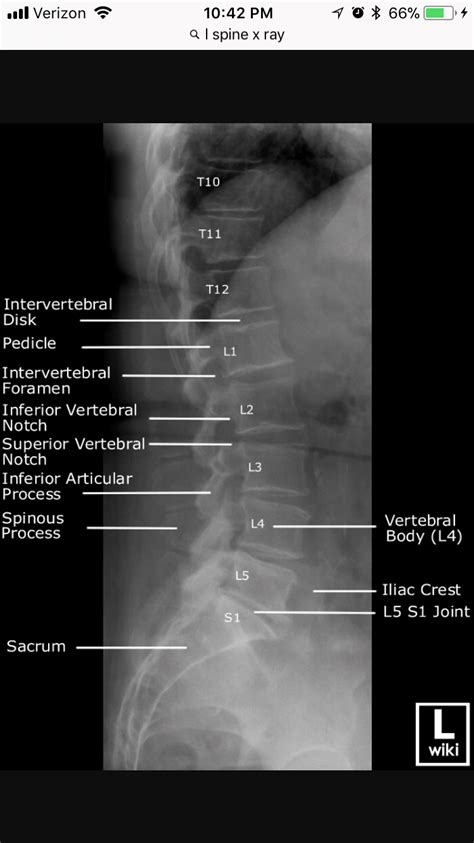 Verizon
10:42 PM
66%
l spine x ray
T10
T11
T12
Intervertebral
Disk
Pedicle
L1
Intervertebral
Foramen
Inferior Vertebral
Notch
L2
Superior Vertebral
Notch
L3
Inferior Articular
Process
Spinous
Process
L4
Vertebral
Body (L4)
L5
Iliac Crest
L5 S1 Joint
S1
Sacrum
L
wiki